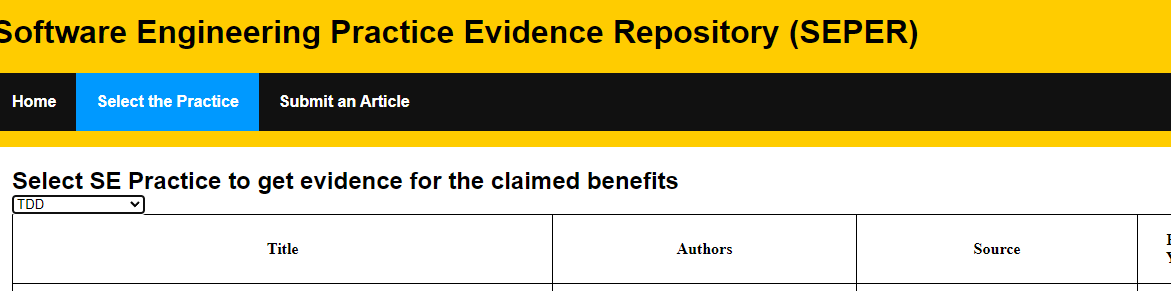 Software Engineering Practice Evidence Repository (SEPER)
Home Select the Practice Submit an Article
Select SE Practice to get evidence for the claimed benefits
TDD
Title Authors Source